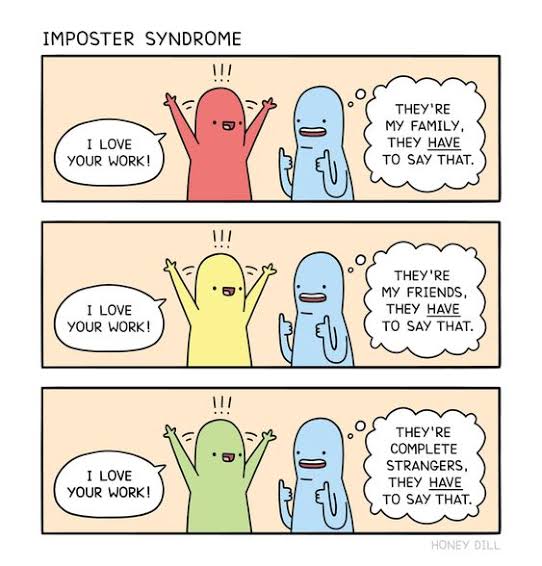 IMPOSTER SYNDROME
!!!
I LOVE
YOUR WORK!
THEY'RE
MY FAMILY,
THEY HAVE
TO SAY THAT.
!!!
I LOVE
YOUR WORK!
THEY'RE
MY FRIENDS,
THEY HAVE
TO SAY THAT.
!!!
I LOVE
YOUR WORK!
THEY'RE
COMPLETE
STRANGERS,
THEY HAVE
TO SAY THAT.
HONEY DILL